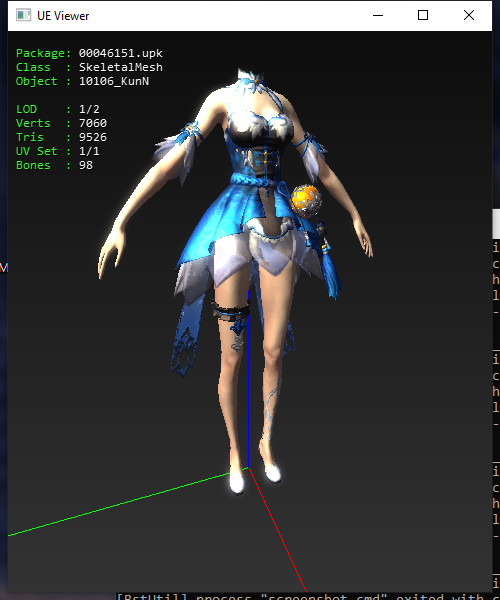 UE Viewer
Package: 00046151.upk
Class  : SkeletalMesh
Object : 10106_KunN
LOD    : 1/2
Verts  : 7060
Tris   : 9526
UV Set : 1/1
Bones  : 98
[BstUtil] process "screenshot.cmd" exited with c